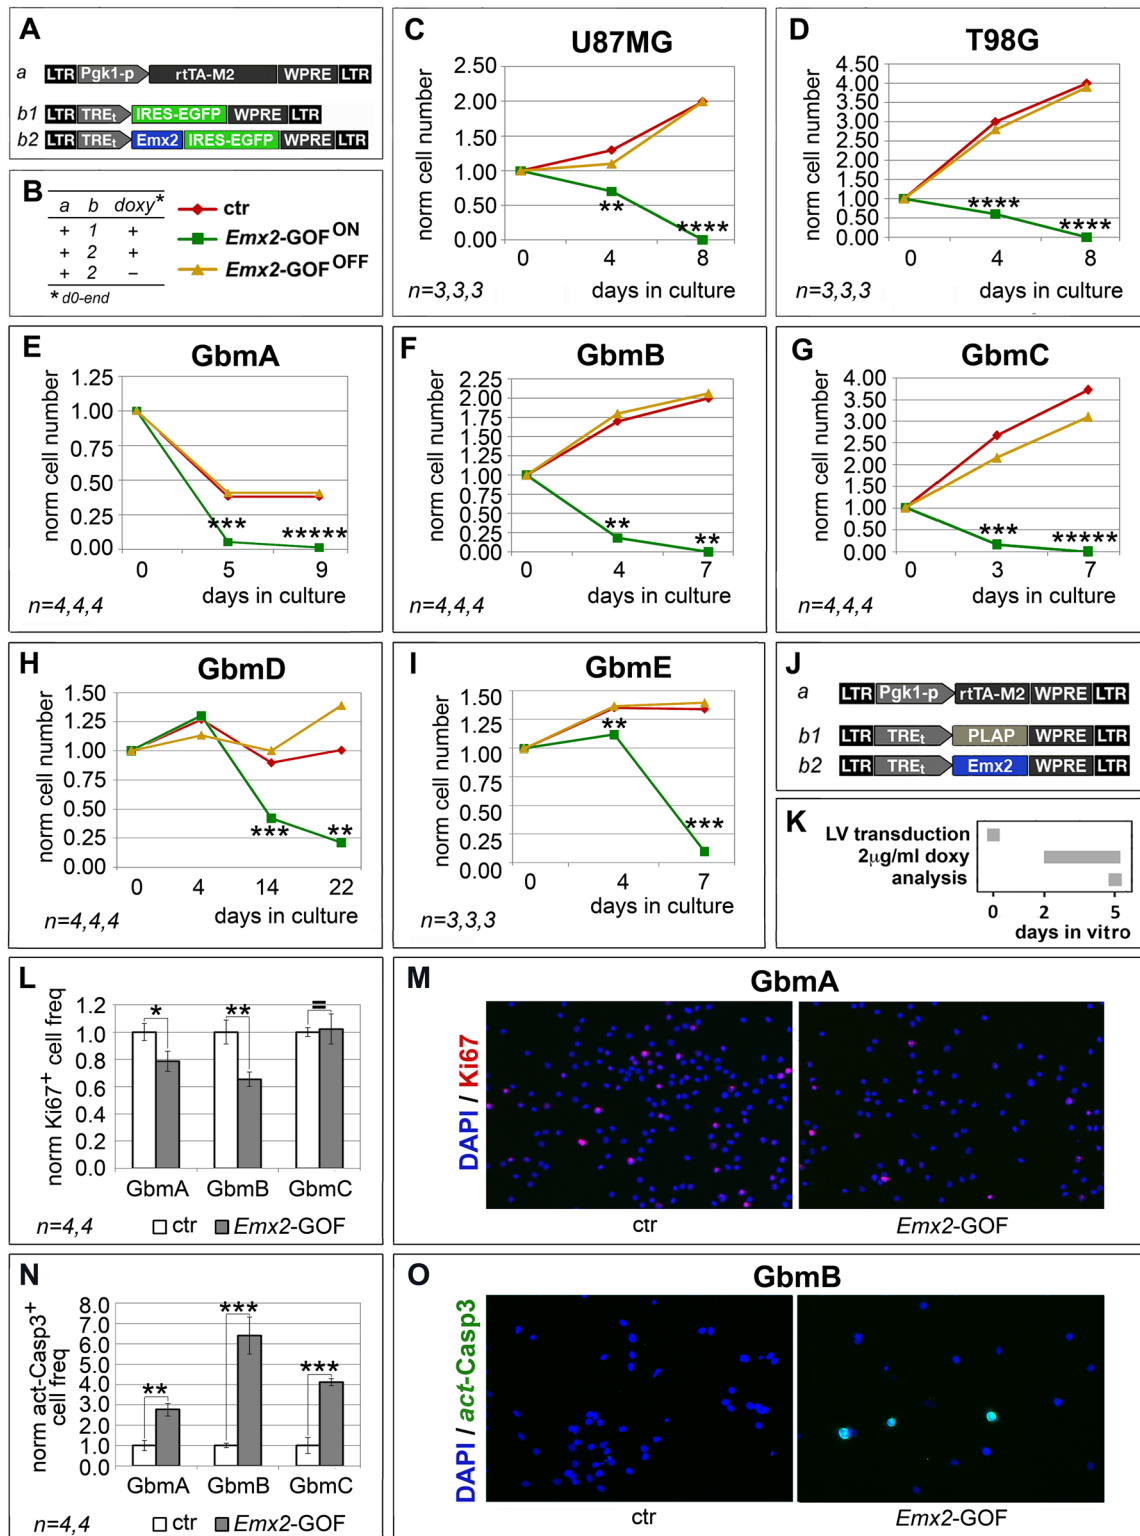 A
a LTR Pgk1-p rtTA-M2 WPRE LTR
b1 LTR TREt IRES-EGFP WPRE LTR
b2 LTR TREt Emx2 IRES-EGFP WPRE LTR
B
a b doxy*
+ 1 +
+ 2 +
+ 2 –
* d0-end
ctr
Emx2-GOF ON
Emx2-GOF OFF
C
U87MG
norm cell number
2.50
2.00
1.50
1.00
0.50
0.00
**
****
0 4 8
n=3,3,3 days in culture
D
T98G
norm cell number
4.50
4.00
3.50
3.00
2.50
2.00
1.50
1.00
0.50
0.00
****
****
0 4 8
n=3,3,3 days in culture
E
GbmA
norm cell number
1.25
1.00
0.75
0.50
0.25
0.00
***
*****
0 5 9
days in culture
n=4,4,4
F
GbmB
norm cell number
2.25
2.00
1.75
1.50
1.25
1.00
0.75
0.50
0.25
0.00
**
**
0 4 7
days in culture
n=4,4,4
G
GbmC
norm cell number
4.00
3.50
3.00
2.50
2.00
1.50
1.00
0.50
0.00
***
*****
0 3 7
days in culture
n=4,4,4
H
GbmD
norm cell number
1.50
1.25
1.00
0.75
0.50
0.25
0.00
***
**
0 4 14 22
days in culture
n=4,4,4
I
GbmE
norm cell number
1.50
1.25
1.00
0.75
0.50
0.25
0.00
**
***
0 4 7
days in culture
n=3,3,3
J
a LTR Pgk1-p rtTA-M2 WPRE LTR
b1 LTR TREt PLAP WPRE LTR
b2 LTR TREt Emx2 WPRE LTR
K
LV transduction
2µg/ml doxy
analysis
0 2 5
days in vitro
L
norm Ki67+ cell freq
1.2
1.0
0.8
0.6
0.4
0.2
0.0
*
**
=
GbmA GbmB GbmC
n=4,4 ctr Emx2-GOF
M
GbmA
DAPI / Ki67
ctr Emx2-GOF
N
norm act-Casp3+
cell freq
8.0
7.0
6.0
5.0
4.0
3.0
2.0
1.0
0.0
**
***
***
GbmA GbmB GbmC
n=4,4 ctr Emx2-GOF
O
GbmB
DAPI / act-Casp3
ctr Emx2-GOF